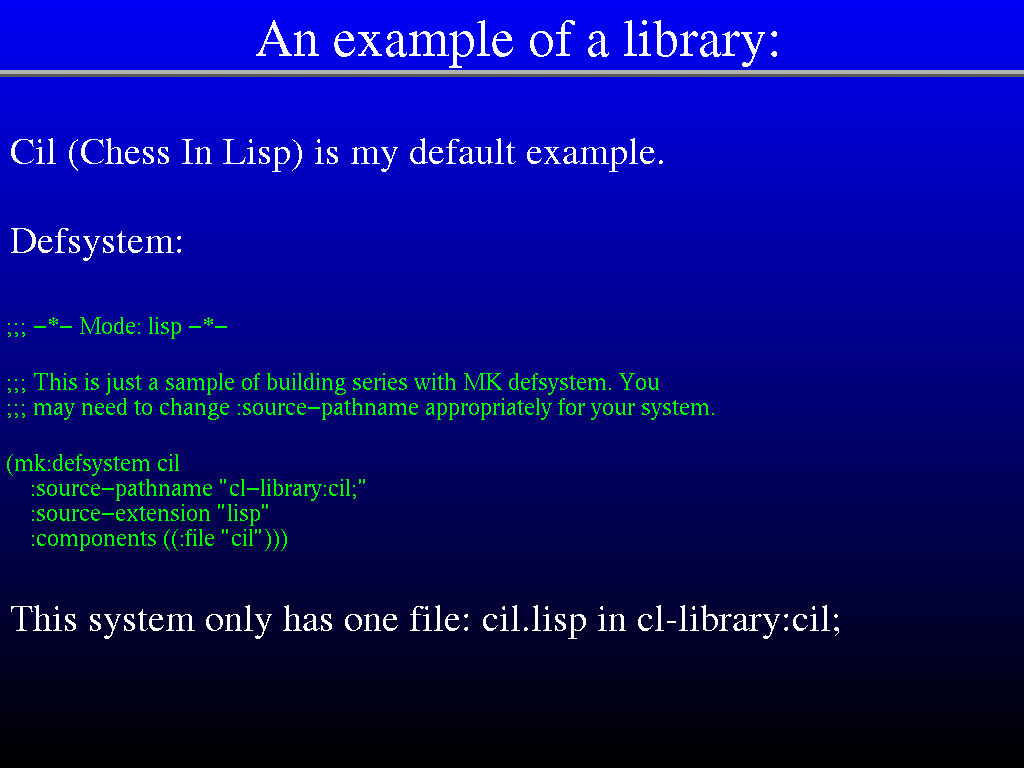 An example of a library:
Cil (Chess In Lisp) is my default example.
Defsystem:
;;; −*− Mode: lisp −*−
;;; This is just a sample of building series with MK defsystem. You
;;; may need to change :source−pathname appropriately for your system.
(mk:defsystem cil
:source−pathname "cl−library:cil;"
:source−extension "lisp"
:components ((:file "cil")))
This system only has one file: cil.lisp in cl-library:cil;